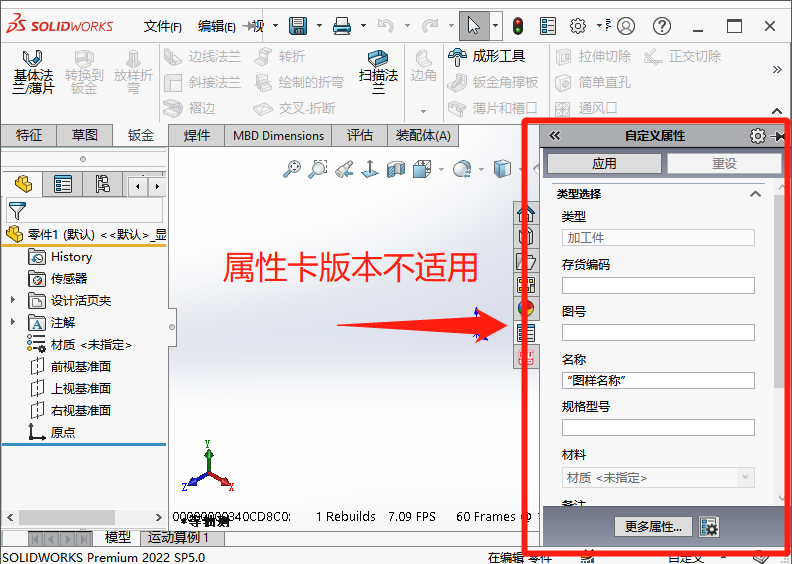 SOLIDWORKS 文件(F) 编辑(E) 视
基体法兰/薄片 转换到钣金 放样折弯 边线法兰 转折 扫描法兰 边角 成形工具 拉伸切除 正交切除
斜接法兰 绘制的折弯 钣金角撑板 简单直孔
褶边 交叉-折断 薄片和槽口 通风口
特征 草图 钣金 焊件 MBD Dimensions 评估 装配体(A)
零件1 (默认) <<默认>_显
History
传感器
设计活页夹
注解
材质 <未指定>
前视基准面
上视基准面
右视基准面
原点
属性卡版本不适用
Y
Z X
*等轴测
1 Rebuilds 7.09 FPS 60 Frames @
自定义属性
应用 重设
类型选择
类型
加工件
存货编码
图号
名称
“图样名称”
规格型号
材料
材质 <未指定>
备注
更多属性...
模型 运动算例 1
SOLIDWORKS Premium 2022 SP5.0 在编辑 零件 自定义